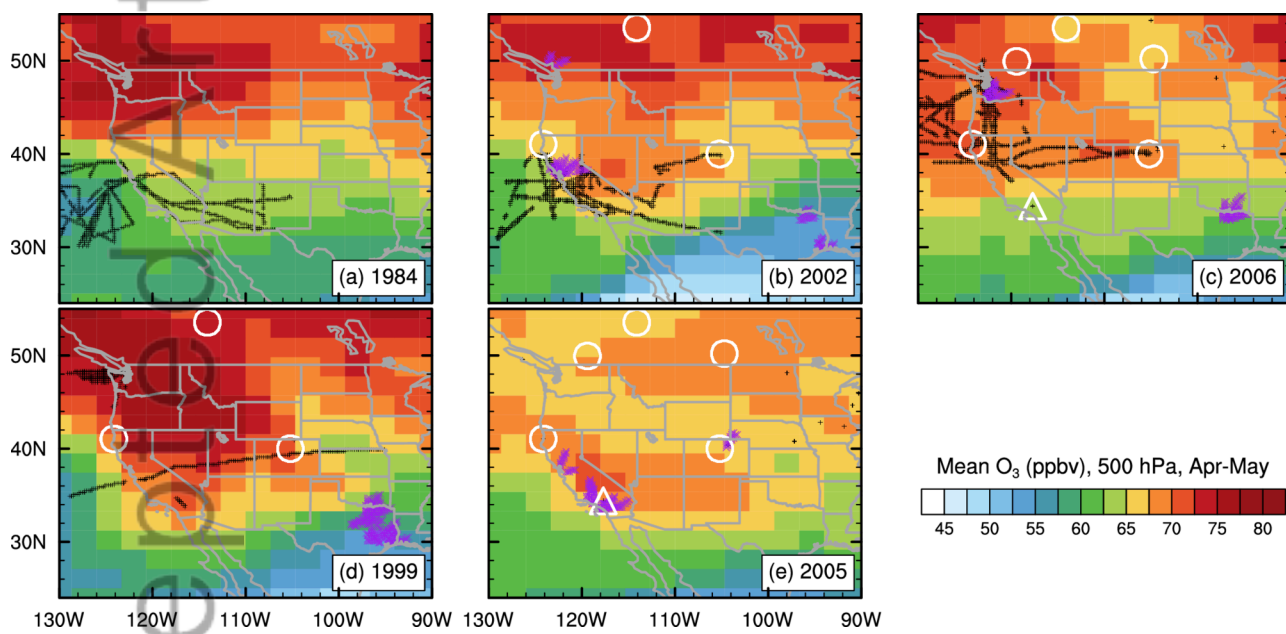 50N
40N
30N
(a) 1984
(b) 2002
(c) 2006
50N
40N
30N
(d) 1999
(e) 2005
130W 120W 110W 100W 90W
130W 120W 110W 100W 90W
Mean O₃ (ppbv), 500 hPa, Apr-May
45 50 55 60 65 70 75 80